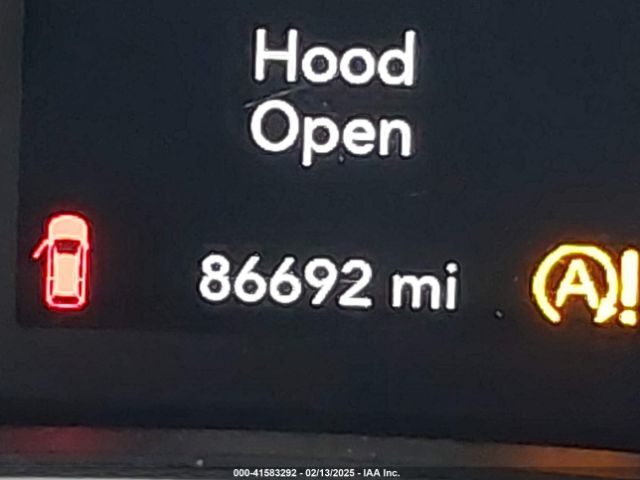 Hood
Open
86692 mi
A!
000-41583292 - 02/13/2025 - IAA Inc.